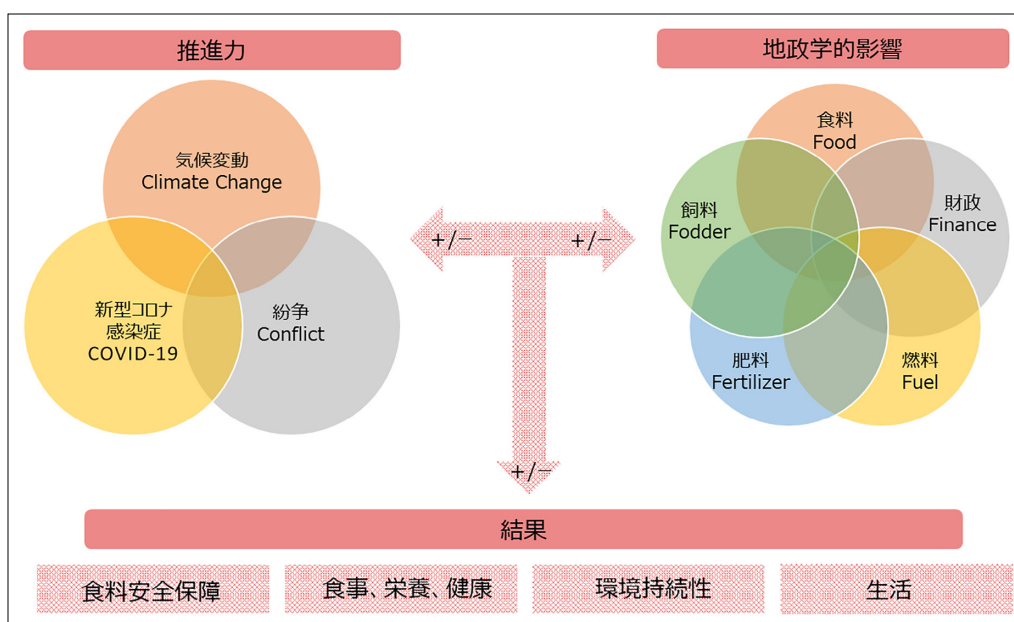 推進力
地政学的影響
気候変動
Climate Change
新型コロナ
感染症
COVID-19
紛争
Conflict
+/−
+/−
+/−
食料
Food
財政
Finance
飼料
Fodder
肥料
Fertilizer
燃料
Fuel
結果
食料安全保障
食事、栄養、健康
環境持続性
生活